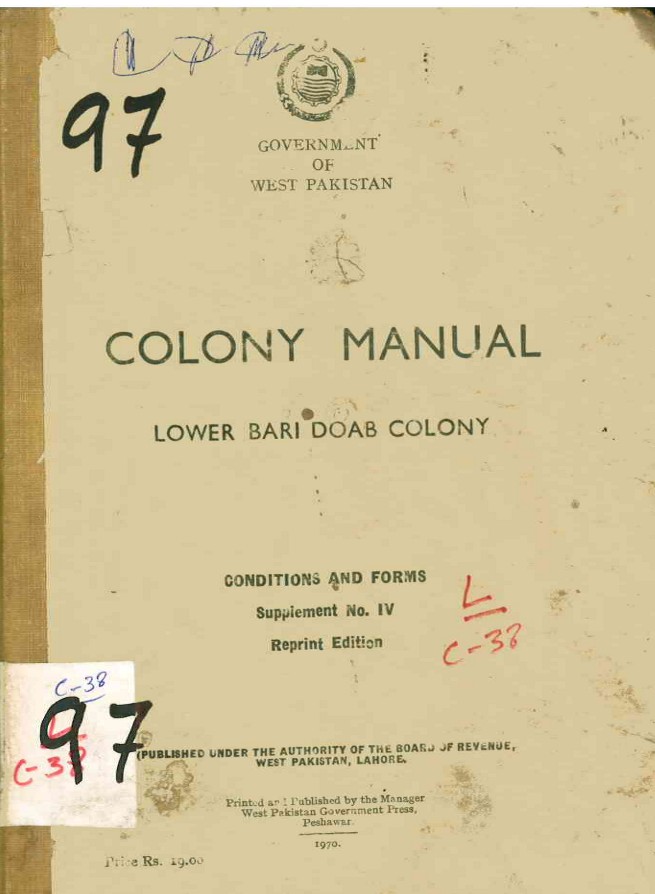 97
GOVERNMENT
OF
WEST PAKISTAN
COLONY MANUAL
LOWER BARI DOAB COLONY
CONDITIONS AND FORMS
Supplement No. IV
Reprint Edition
L
C-38
C-38
97
C-38
(PUBLISHED UNDER THE AUTHORITY OF THE BOARD OF REVENUE,
WEST PAKISTAN, LAHORE.
Printed and Published by the Manager
West Pakistan Government Press,
Peshawar.
1970.
Price Rs. 19.00